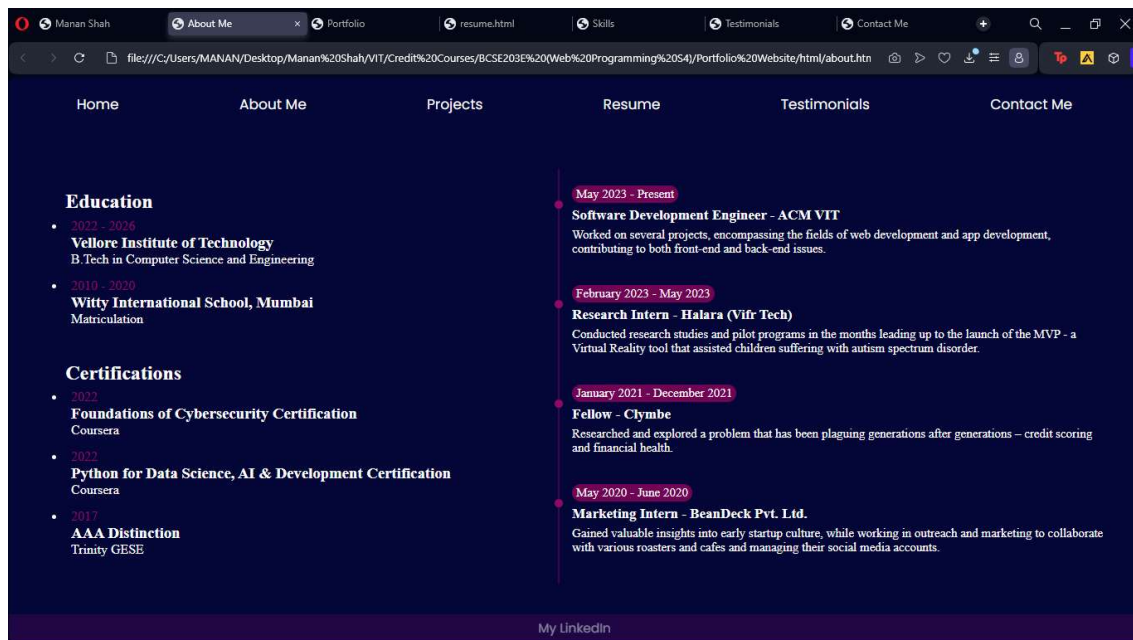 Manan Shah
About Me
Portfolio
resume.html
Skills
Testimonials
Contact Me
file:///C:/Users/MANAN/Desktop/Manan%20Shah/VIT/Credit%20Courses/BCSE203E%20(Web%20Programming%20S4)/Portfolio%20Website/html/about.htm
Home
About Me
Projects
Resume
Testimonials
Contact Me
Education
2022 - 2026
Vellore Institute of Technology
B.Tech in Computer Science and Engineering
2010 - 2020
Witty International School, Mumbai
Matriculation
Certifications
2022
Foundations of Cybersecurity Certification
Coursera
2022
Python for Data Science, AI & Development Certification
Coursera
2017
AAA Distinction
Trinity GESE
May 2023 - Present
Software Development Engineer - ACM VIT
Worked on several projects, encompassing the fields of web development and app development,
contributing to both front-end and back-end issues.
February 2023 - May 2023
Research Intern - Halara (Vifr Tech)
Conducted research studies and pilot programs in the months leading up to the launch of the MVP - a
Virtual Reality tool that assisted children suffering with autism spectrum disorder.
January 2021 - December 2021
Fellow - Clymbe
Researched and explored a problem that has been plaguing generations after generations – credit scoring
and financial health.
May 2020 - June 2020
Marketing Intern - BeanDeck Pvt. Ltd.
Gained valuable insights into early startup culture, while working in outreach and marketing to collaborate
with various roasters and cafes and managing their social media accounts.
My LinkedIn